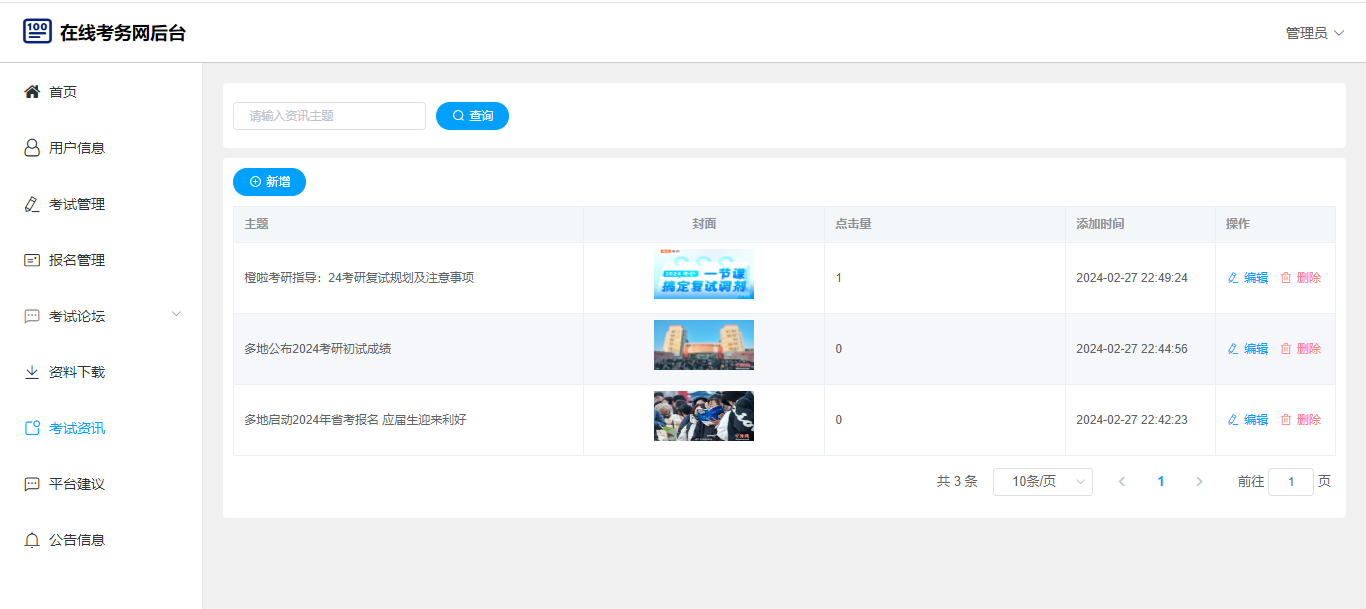 100 在线考务网后台
管理员
首页
用户信息
考试管理
报名管理
考试论坛
资料下载
考试资讯
平台建议
公告信息
请输入资讯主题
查询
新增
主题 封面 点击量 添加时间 操作
橙啦考研指导：24考研复试规划及注意事项 1 2024-02-27 22:49:24 编辑 删除
一节课
搞定复试调剂
多地公布2024考研初试成绩 0 2024-02-27 22:44:56 编辑 删除
多地启动2024年省考报名 应届生迎来利好 0 2024-02-27 22:42:23 编辑 删除
共 3 条 10条/页 1 前往 1 页